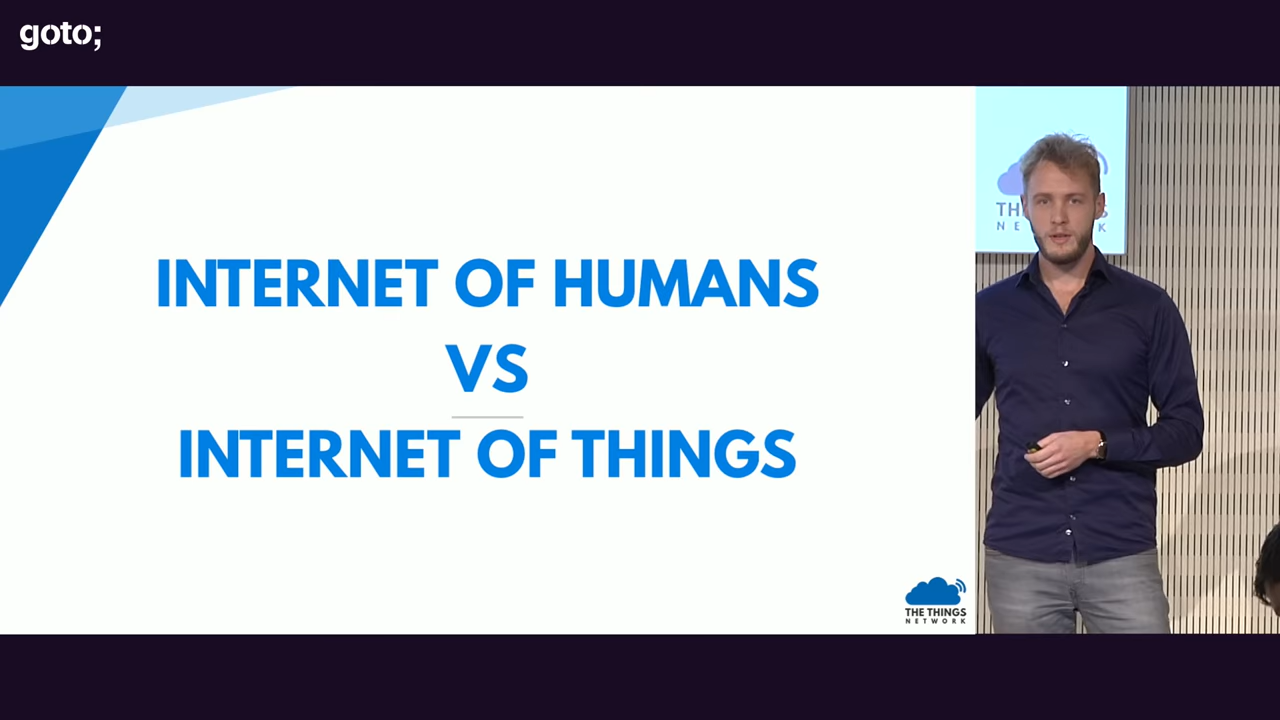 goto;
INTERNET OF HUMANS
VS
INTERNET OF THINGS
THE THINGS
NETWORK